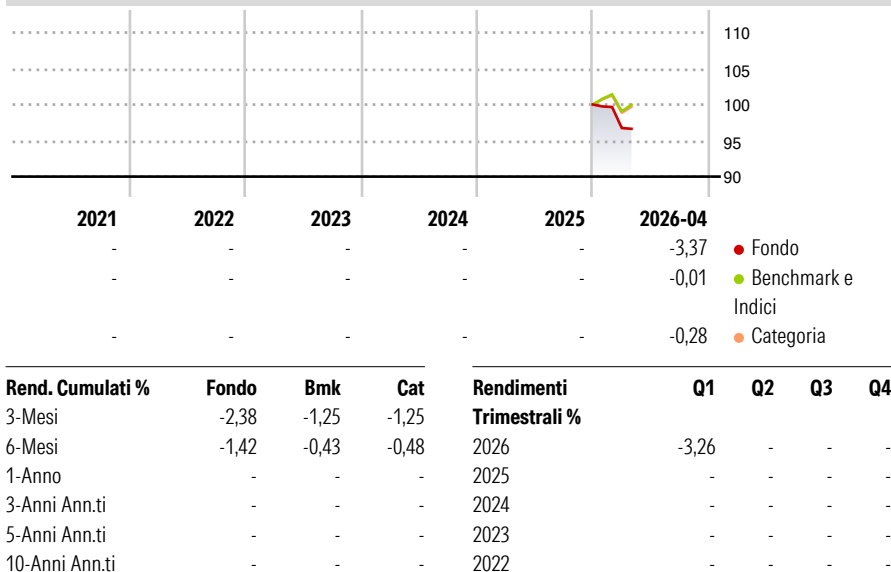 110
105
100
95
90
2021 2022 2023 2024 2025 2026-04
- - - - - -3,37 Fondo
- - - - - -0,01 Benchmark e
Indici
- - - - - -0,28 Categoria
Rend. Cumulati % Fondo Bmk Cat
3-Mesi -2,38 -1,25 -1,25
6-Mesi -1,42 -0,43 -0,48
1-Anno - - -
3-Anni Ann.ti - - -
5-Anni Ann.ti - - -
10-Anni Ann.ti - - -
Rendimenti Q1 Q2 Q3 Q4
Trimestrali %
2026 -3,26 - - -
2025 - - - -
2024 - - - -
2023 - - - -
2022 - - - -